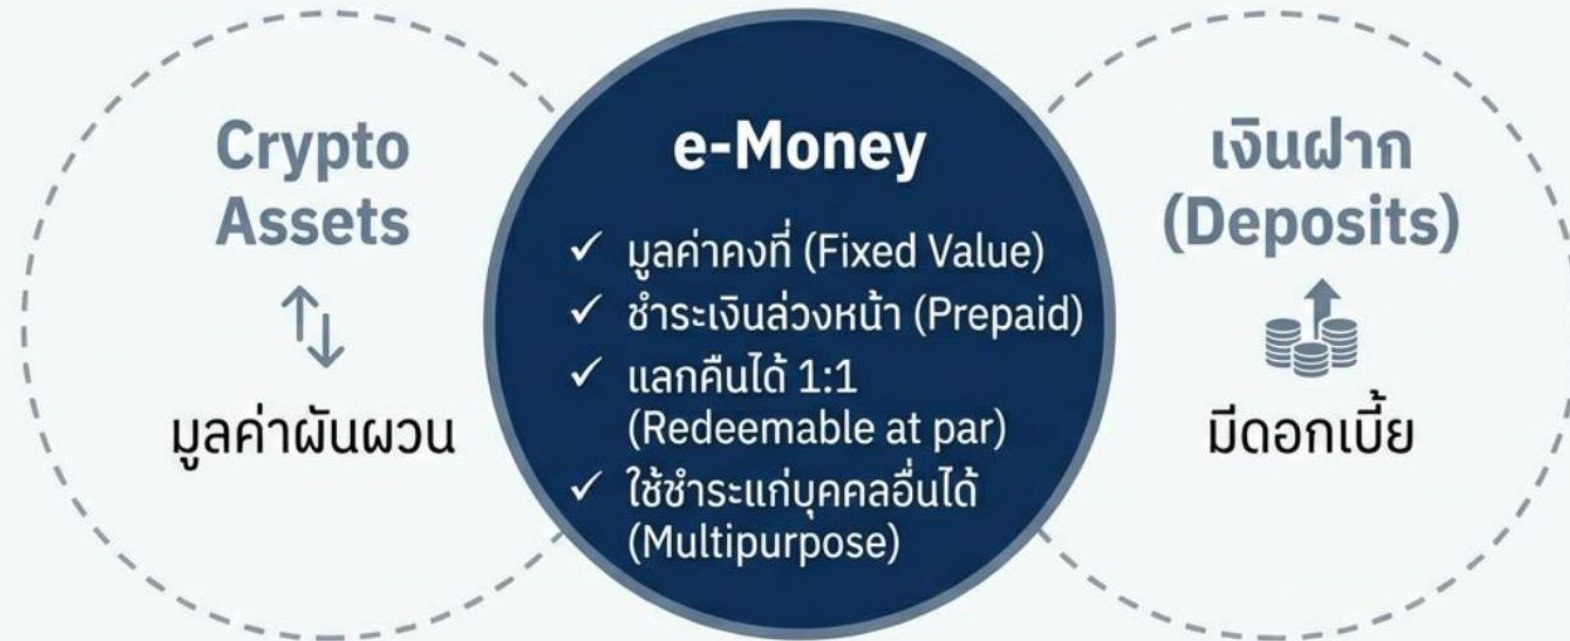 Crypto
Assets
มูลค่าผันผวน
e-Money
✓ มูลค่าคงที่ (Fixed Value)
✓ ชำระเงินล่วงหน้า (Prepaid)
✓ แลกคืนได้ 1:1
(Redeemable at par)
✓ ใช้ชำระแก่บุคคลอื่นได้
(Multipurpose)
เงินฝาก
(Deposits)
มีดอกเบี้ย